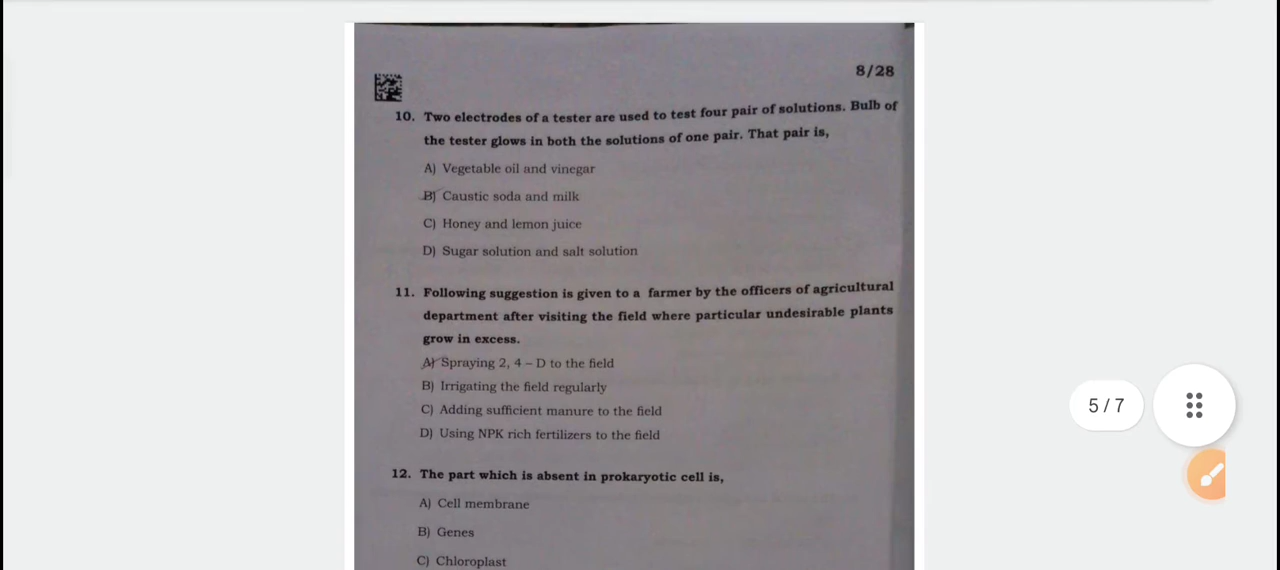 8/28
10. Two electrodes of a tester are used to test four pair of solutions. Bulb of
the tester glows in both the solutions of one pair. That pair is,
A) Vegetable oil and vinegar
B) Caustic soda and milk
C) Honey and lemon juice
D) Sugar solution and salt solution
11. Following suggestion is given to a farmer by the officers of agricultural
department after visiting the field where particular undesirable plants
grow in excess.
A) Spraying 2, 4 – D to the field
B) Irrigating the field regularly
C) Adding sufficient manure to the field
D) Using NPK rich fertilizers to the field
5 / 7
12. The part which is absent in prokaryotic cell is,
A) Cell membrane
B) Genes
C) Chloroplast